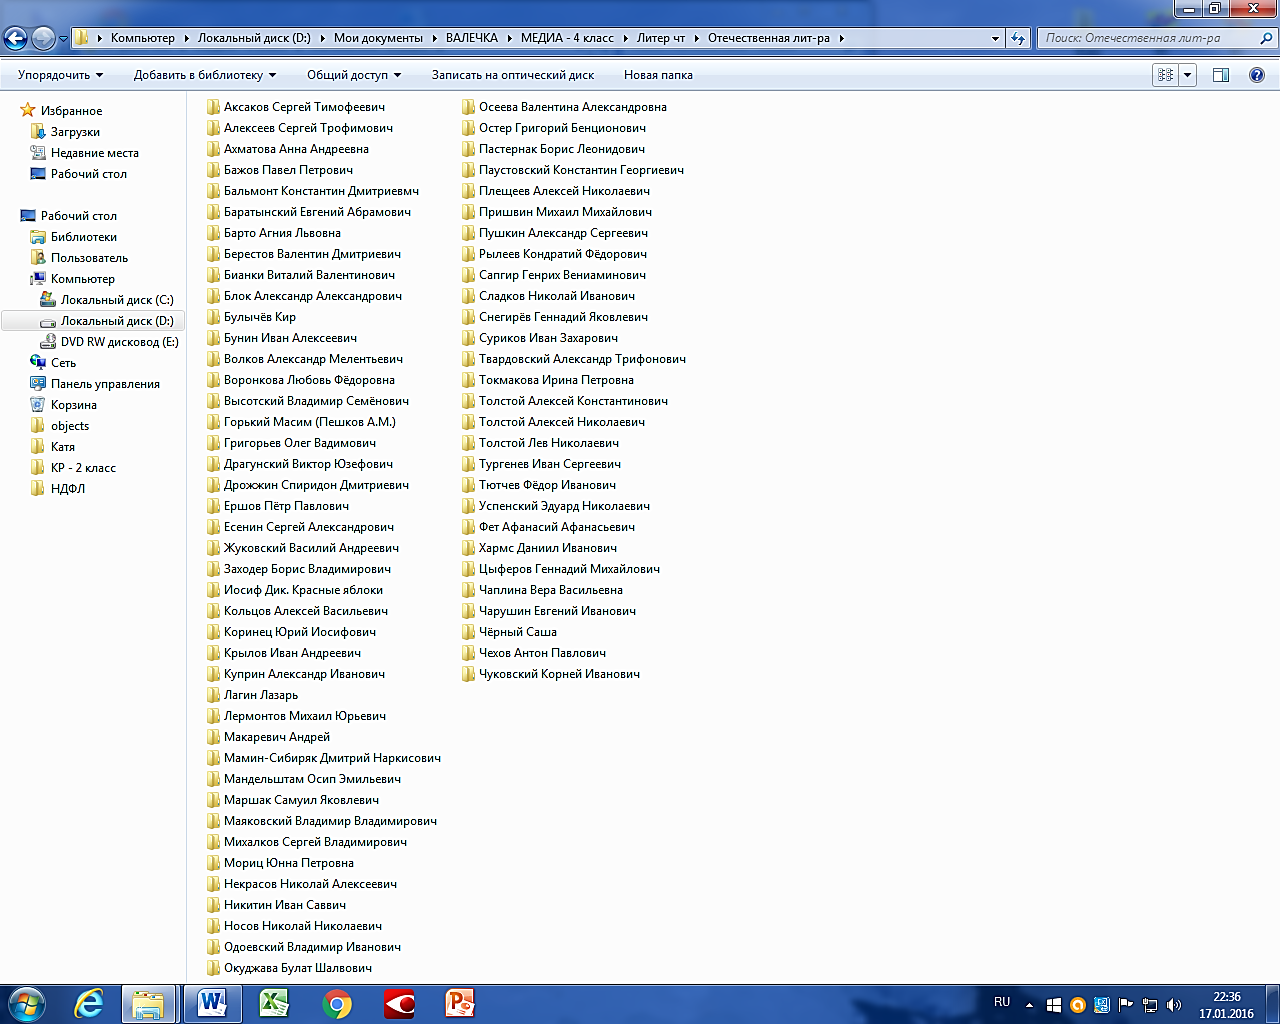 Компьютер ▸ Локальный диск (D:) ▸ Мои документы ▸ ВАЛЕЧКА ▸ МЕДИА - 4 класс ▸ Литер чт ▸ Отечественная лит-ра ▸
Поиск: Отечественная лит-ра
Упорядочить Добавить в библиотеку Общий доступ Записать на оптический диск Новая папка
Избранное
Загрузки
Недавние места
Рабочий стол
Рабочий стол
Библиотеки
Пользователь
Компьютер
Локальный диск (C:)
Локальный диск (D:)
DVD RW дисковод (E:)
Сеть
Панель управления
Корзина
objects
Катя
КР - 2 класс
НДФЛ
Аксаков Сергей Тимофеевич
Алексеев Сергей Трофимович
Ахматова Анна Андреевна
Бажов Павел Петрович
Бальмонт Константин Дмитриевмч
Баратынский Евгений Абрамович
Барто Агния Львовна
Берестов Валентин Дмитриевич
Бианки Виталий Валентинович
Блок Александр Александрович
Булычёв Кир
Бунин Иван Алексеевич
Волков Александр Мелентьевич
Воронкова Любовь Фёдоровна
Высотский Владимир Семёнович
Горький Масим (Пешков А.М.)
Григорьев Олег Вадимович
Драгунский Виктор Юзефович
Дрожжин Спиридон Дмитриевич
Ершов Пётр Павлович
Есенин Сергей Александрович
Жуковский Василий Андреевич
Заходер Борис Владимирович
Иосиф Дик. Красные яблоки
Кольцов Алексей Васильевич
Коринец Юрий Иосифович
Крылов Иван Андреевич
Куприн Александр Иванович
Лагин Лазарь
Лермонтов Михаил Юрьевич
Макаревич Андрей
Мамин-Сибиряк Дмитрий Наркисович
Мандельштам Осип Эмильевич
Маршак Самуил Яковлевич
Маяковский Владимир Владимирович
Михалков Сергей Владимирович
Мориц Юнна Петровна
Некрасов Николай Алексеевич
Никитин Иван Саввич
Носов Николай Николаевич
Одоевский Владимир Иванович
Окуджава Булат Шалвович
Осеева Валентина Александровна
Остер Григорий Бенционович
Пастернак Борис Леонидович
Паустовский Константин Георгиевич
Плещеев Алексей Николаевич
Пришвин Михаил Михайлович
Пушкин Александр Сергеевич
Рылеев Кондратий Фёдорович
Сапгир Генрих Вениаминович
Сладков Николай Иванович
Снегирёв Геннадий Яковлевич
Суриков Иван Захарович
Твардовский Александр Трифонович
Токмакова Ирина Петровна
Толстой Алексей Константинович
Толстой Алексей Николаевич
Толстой Лев Николаевич
Тургенев Иван Сергеевич
Тютчев Фёдор Иванович
Успенский Эдуард Николаевич
Фет Афанасий Афанасьевич
Хармс Даниил Иванович
Цыферов Геннадий Михайлович
Чаплина Вера Васильевна
Чарушин Евгений Иванович
Чёрный Саша
Чехов Антон Павлович
Чуковский Корней Иванович
RU
22:36
17.01.2016